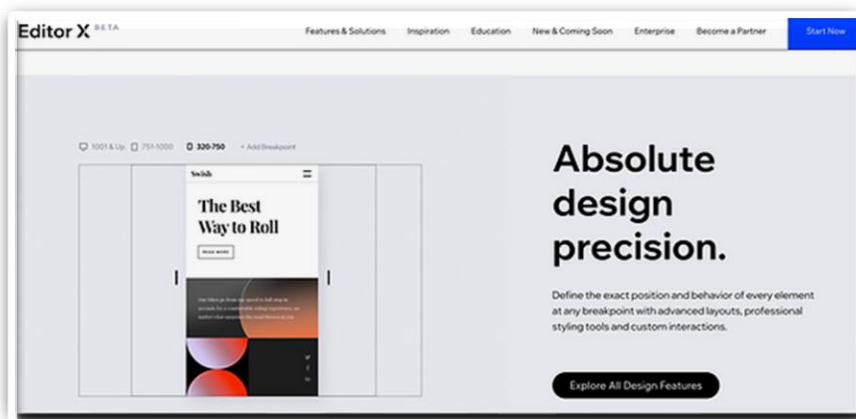 Editor X BETA
Features & Solutions Inspiration Education New & Coming Soon Enterprise Become a Partner Start Now
1001 & Up 751-1000 320-750 + Add Breakpoint
Swish
The Best
Way to Roll
READ MORE
Absolute
design
precision.
Define the exact position and behavior of every element
at any breakpoint with advanced layouts, professional
styling tools and custom interactions.
Explore All Design Features